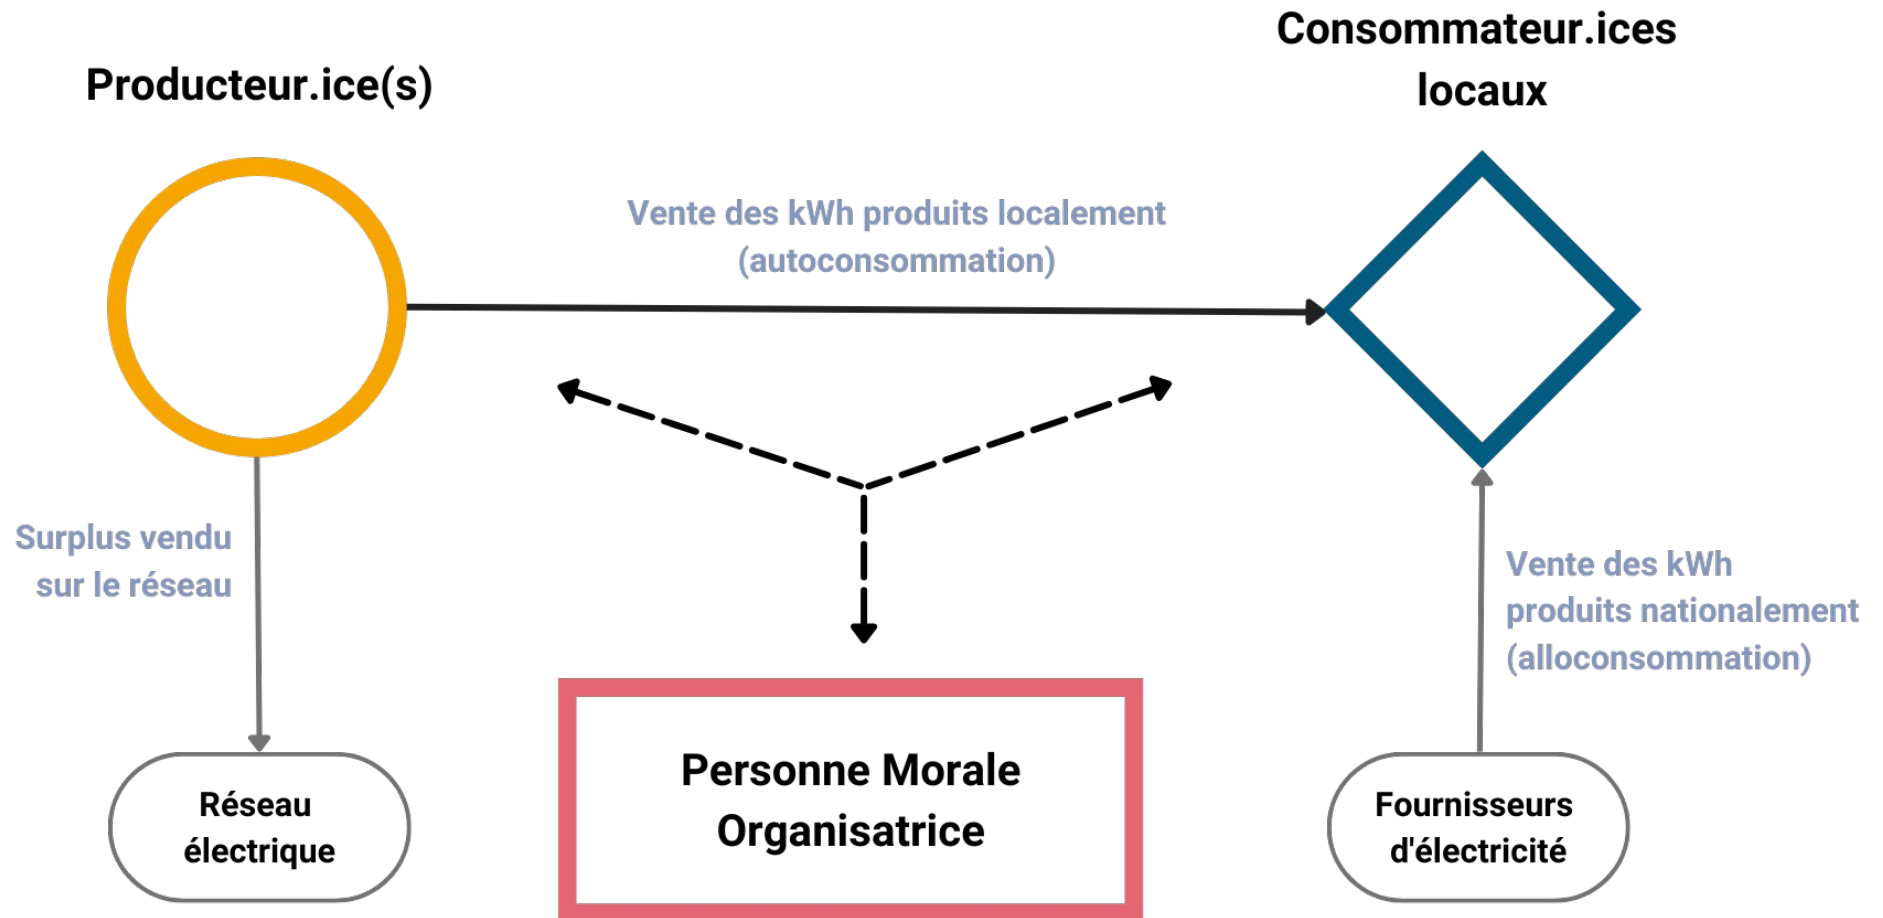 Consommateur.ices
locaux
Producteur.ice(s)
Vente des kWh produits localement
(autoconsommation)
Surplus vendu
sur le réseau
Vente des kWh
produits nationalement
(alloconsommation)
Réseau
électrique
Personne Morale
Organisatrice
Fournisseurs
d'électricité